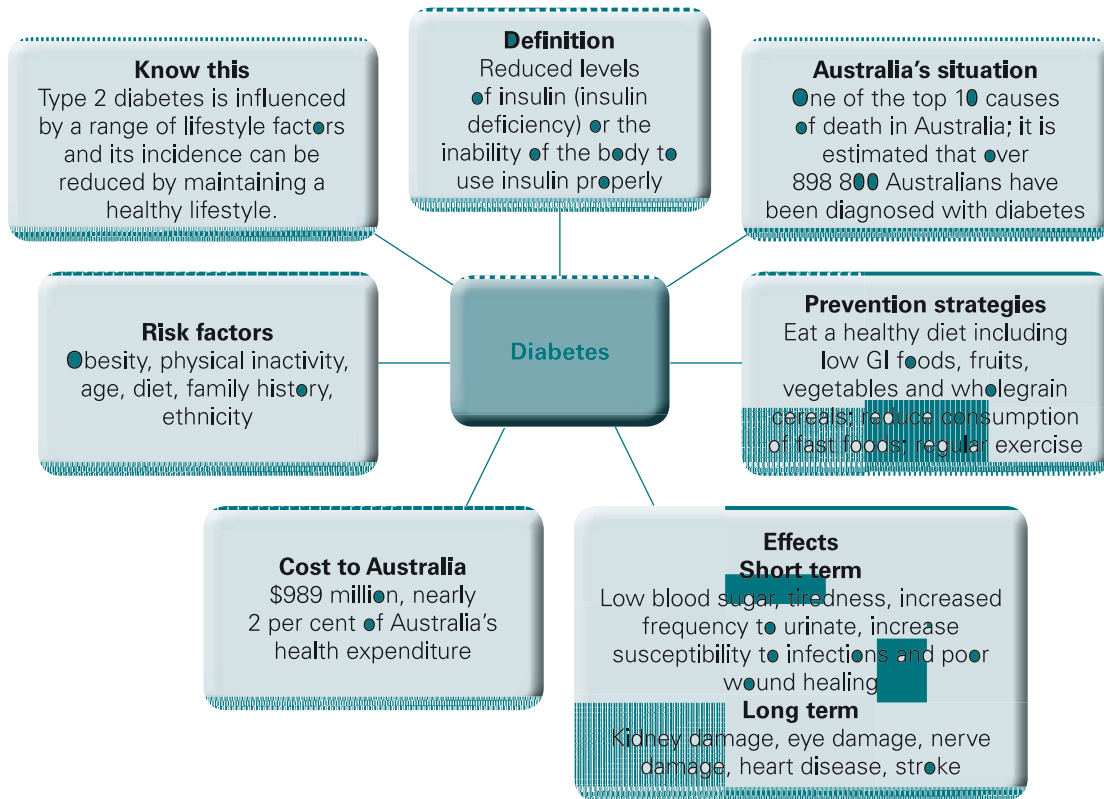 Know this
Type 2 diabetes is influenced
by a range of lifestyle factors
and its incidence can be
reduced by maintaining a
healthy lifestyle.
Definition
Reduced levels
of insulin (insulin
deficiency) or the
inability of the body to
use insulin properly
Australia's situation
One of the top 10 causes
of death in Australia; it is
estimated that over
898 800 Australians have
been diagnosed with diabetes
Risk factors
Obesity, physical inactivity,
age, diet, family history,
ethnicity
Diabetes
Prevention strategies
Eat a healthy diet including
low GI foods, fruits,
vegetables and wholegrain
cereals; reduce consumption
of fast foods; regular exercise
Cost to Australia
$989 million, nearly
2 per cent of Australia's
health expenditure
Effects
Short term
Low blood sugar, tiredness, increased
frequency to urinate, increase
susceptibility to infections and poor
wound healing
Long term
Kidney damage, eye damage, nerve
damage, heart disease, stroke